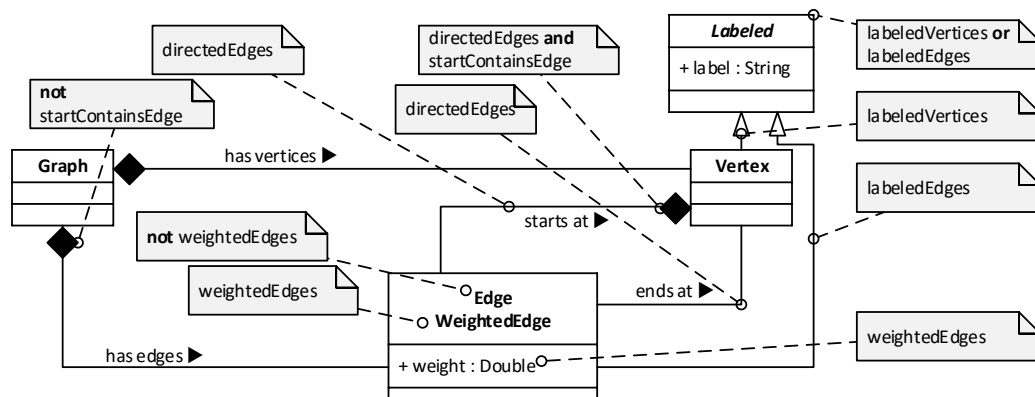 directedEdges
directedEdges and
startContainsEdge
Labeled
+ label : String
labeledVertices or
labeledEdges
not
startContainsEdge
directedEdges
labeledVertices
Graph
has vertices ▶
Vertex
labeledEdges
starts at ▶
not weightedEdges
weightedEdges
Edge
WeightedEdge
ends at ▶
has edges ▶
+ weight : Double
weightedEdges